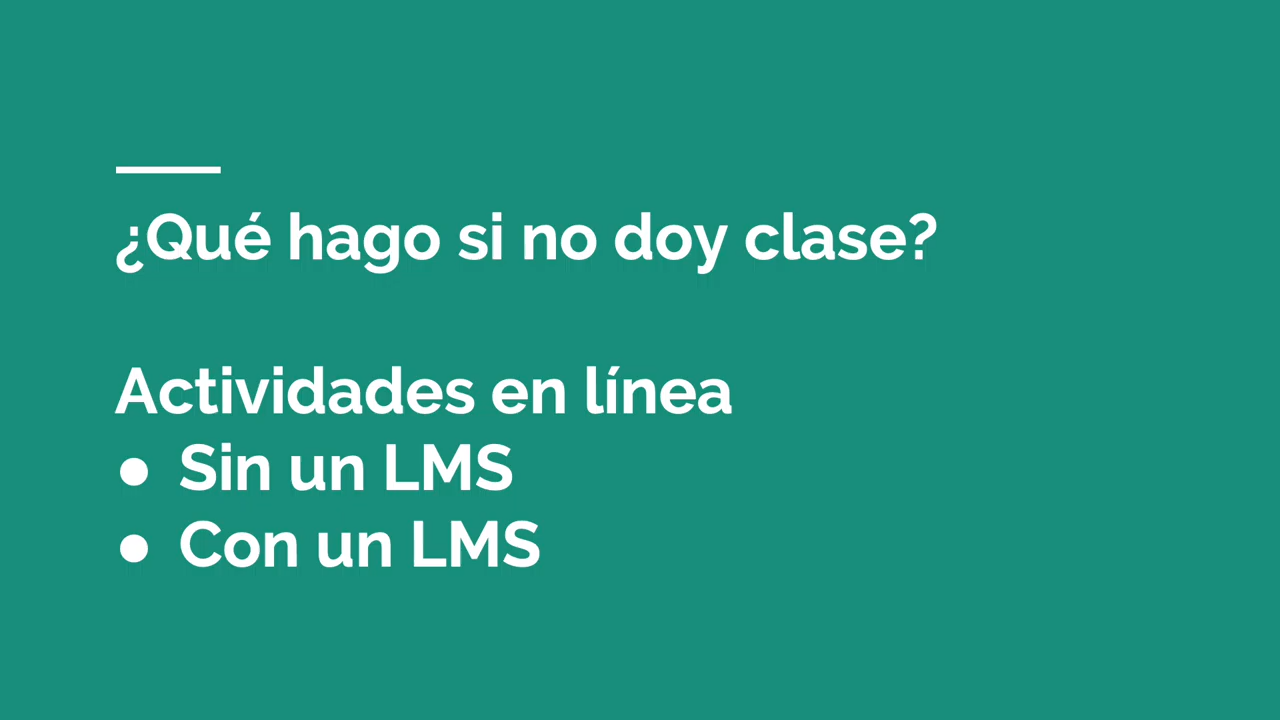 ¿Qué hago si no doy clase?
Actividades en línea
● Sin un LMS
● Con un LMS